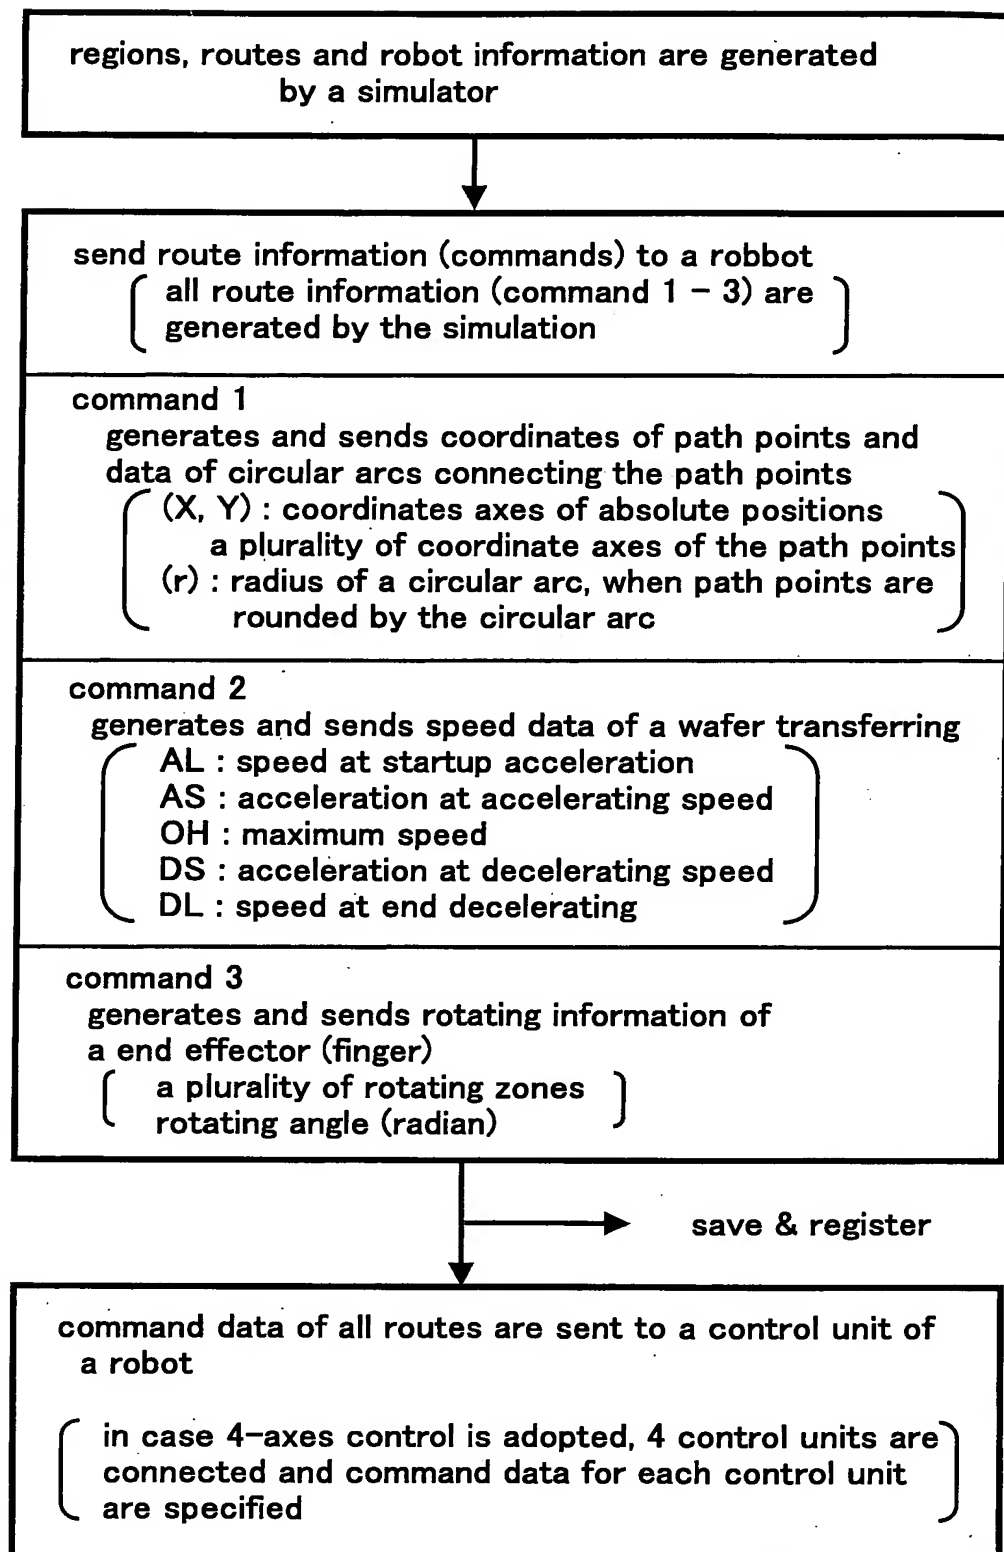 regions, routes and robot information are generated
by a simulator
send route information (commands) to a robbot
all route information (command 1 - 3) are
generated by the simulation
command 1
generates and sends coordinates of path points and
data of circular arcs connecting the path points
(X, Y) : coordinates axes of absolute positions
a plurality of coordinate axes of the path points
(r) : radius of a circular arc, when path points are
rounded by the circular arc
command 2
generates and sends speed data of a wafer transferring
AL : speed at startup acceleration
AS : acceleration at accelerating speed
OH : maximum speed
DS : acceleration at decelerating speed
DL : speed at end decelerating
command 3
generates and sends rotating information of
a end effector (finger)
a plurality of rotating zones
rotating angle (radian)
save & register
command data of all routes are sent to a control unit of
a robot
in case 4-axes control is adopted, 4 control units are
connected and command data for each control unit
are specified